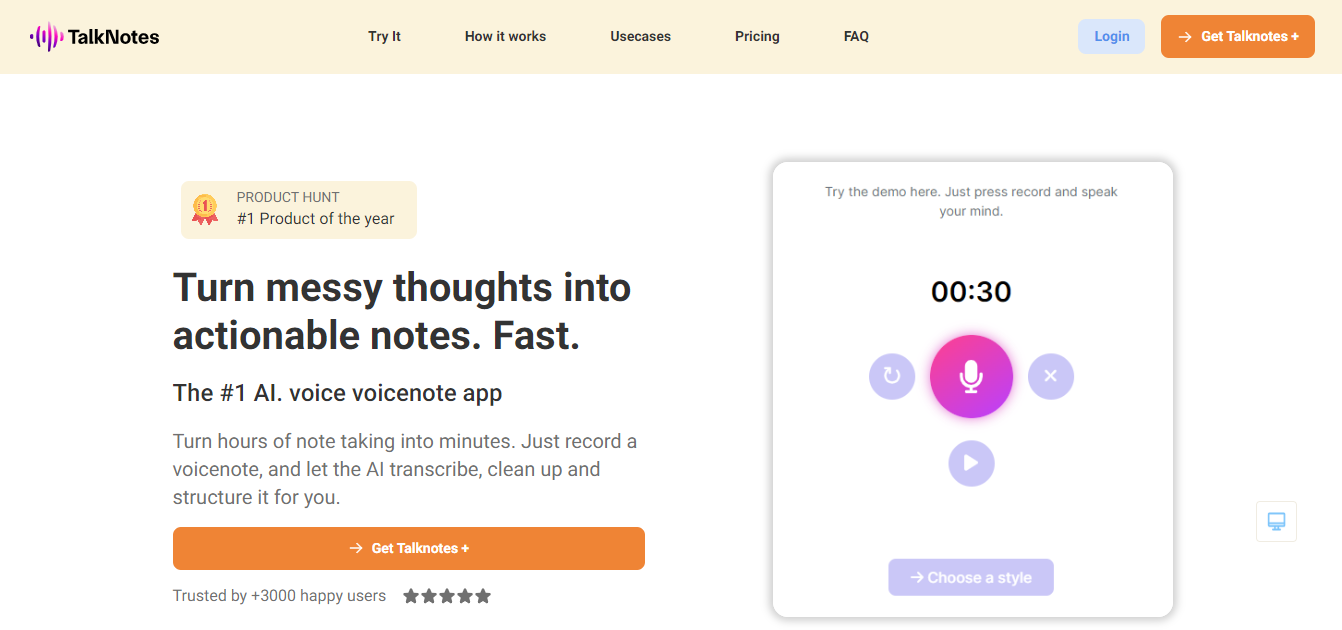 TalkNotes
Try It
How it works
Usecases
Pricing
FAQ
Login
→ Get Talknotes +
PRODUCT HUNT
#1 Product of the year
1
Turn messy thoughts into
actionable notes. Fast.
The #1 AI. voice voicenote app
Turn hours of note taking into minutes. Just record a
voicenote, and let the AI transcribe, clean up and
structure it for you.
→ Get Talknotes +
Trusted by +3000 happy users
Try the demo here. Just press record and speak
your mind.
00:30
→ Choose a style